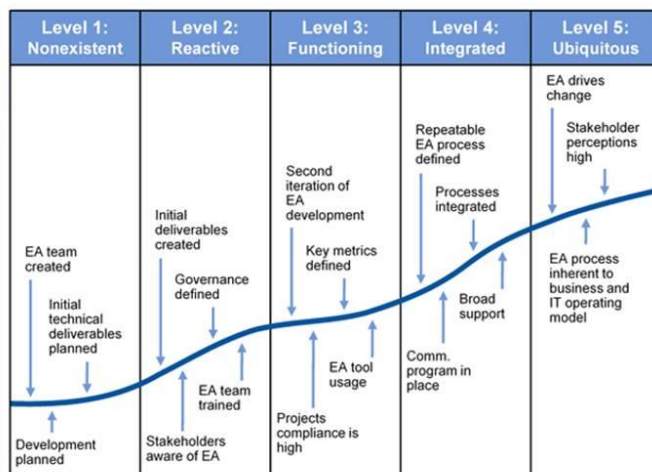 Level 1:
Nonexistent
Level 2:
Reactive
Level 3:
Functioning
Level 4:
Integrated
Level 5:
Ubiquitous
EA team
created
Initial
technical
deliverables
planned
Development
planned
Initial
deliverables
created
Governance
defined
EA team
trained
Stakeholders
aware of EA
Second
iteration of
EA
development
Key metrics
defined
EA tool
usage
Projects
compliance is
high
Repeatable
EA process
defined
Processes
integrated
Broad
support
Comm.
program in
place
EA drives
change
Stakeholder
perceptions
high
EA process
inherent to
business and
IT operating
model